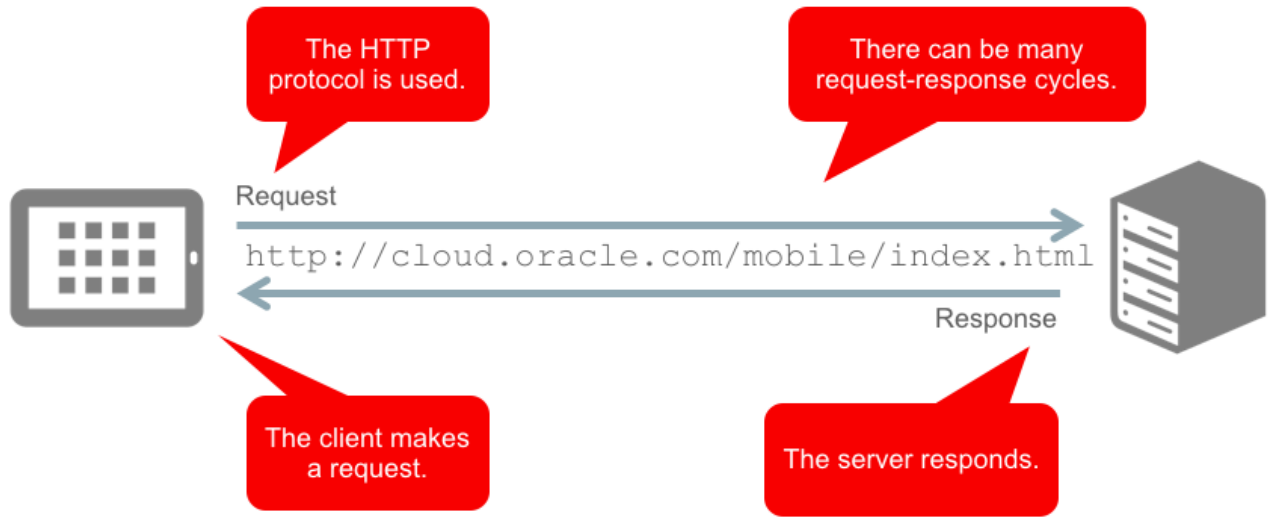 The HTTP
protocol is used.
There can be many
request-response cycles.
Request
http://cloud.oracle.com/mobile/index.html
Response
The client makes
a request.
The server responds.